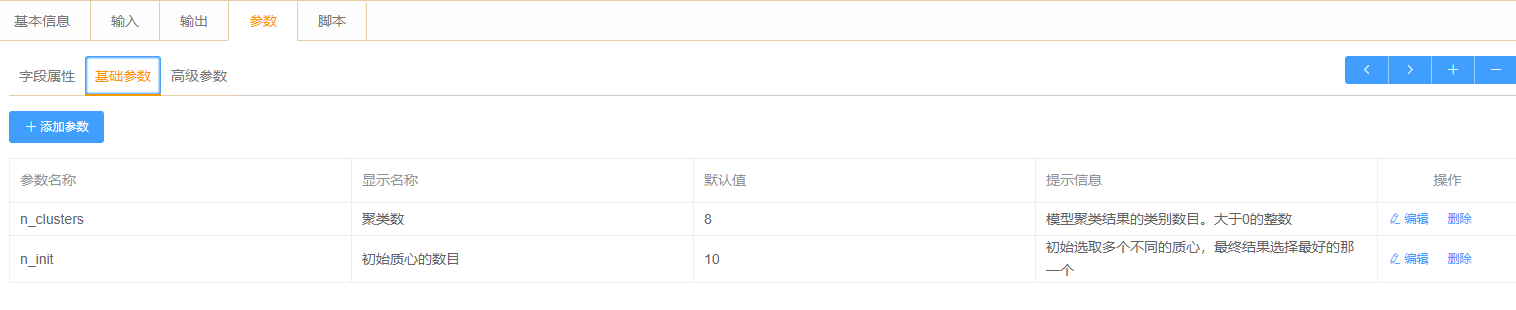 基本信息 输入 输出 参数 脚本
字段属性 基础参数 高级参数
添加参数
参数名称 显示名称 默认值 提示信息 操作
n_clusters 聚类数 8 模型聚类结果的类别数目。大于0的整数 编辑 删除
n_init 初始质心的数目 10 初始选取多个不同的质心，最终结果选择最好的那 编辑 删除
一个